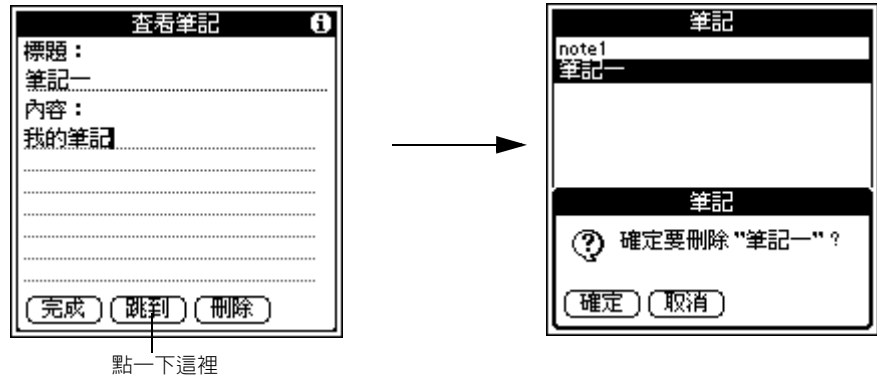 查看筆記
標題：
筆記一
內容：
我的筆記
完成 跳到 刪除
點一下這裡
筆記
note1
筆記一
筆記
確定要刪除 "筆記一" ?
確定 取消